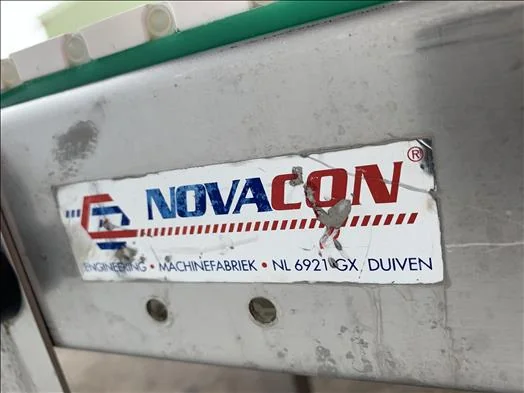 NOVACON ®
ENGINEERING • MACHINEFABRIEK • NL 6921 GX DUIVEN